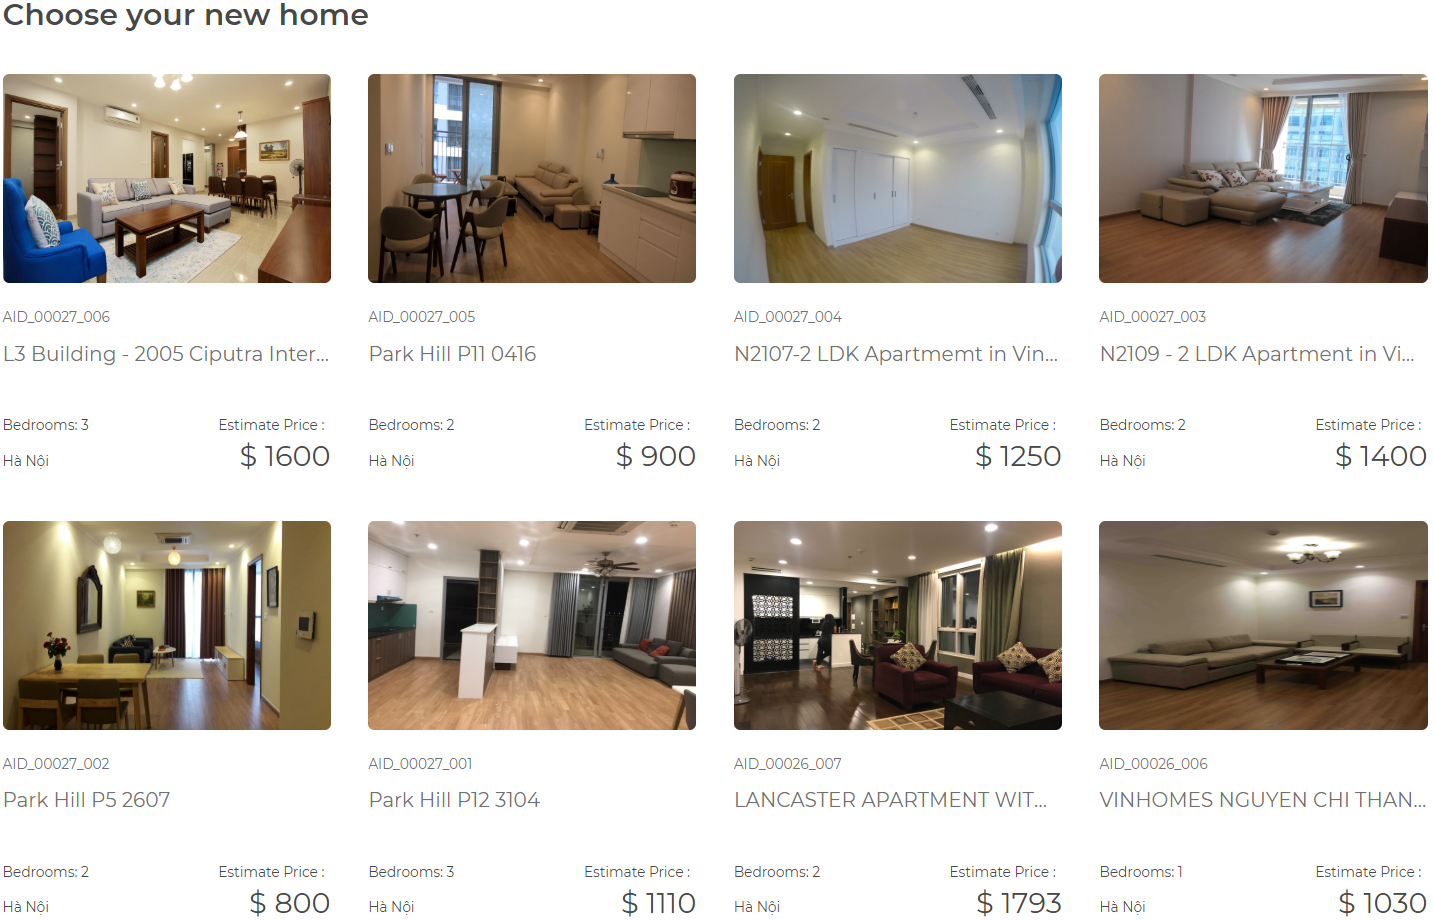 Choose your new home
AID_00027_006
L3 Building - 2005 Ciputra Inter...
Bedrooms: 3
Estimate Price :
Hà Nội
$ 1600
AID_00027_005
Park Hill P11 0416
Bedrooms: 2
Estimate Price :
Hà Nội
$ 900
AID_00027_004
N2107-2 LDK Apartmemt in Vin...
Bedrooms: 2
Estimate Price :
Hà Nội
$ 1250
AID_00027_003
N2109 - 2 LDK Apartment in Vi...
Bedrooms: 2
Estimate Price :
Hà Nội
$ 1400
AID_00027_002
Park Hill P5 2607
Bedrooms: 2
Estimate Price :
Hà Nội
$ 800
AID_00027_001
Park Hill P12 3104
Bedrooms: 3
Estimate Price :
Hà Nội
$ 1110
AID_00026_007
LANCASTER APARTMENT WIT...
Bedrooms: 2
Estimate Price :
Hà Nội
$ 1793
AID_00026_006
VINHOMES NGUYEN CHI THAN...
Bedrooms: 1
Estimate Price :
Hà Nội
$ 1030